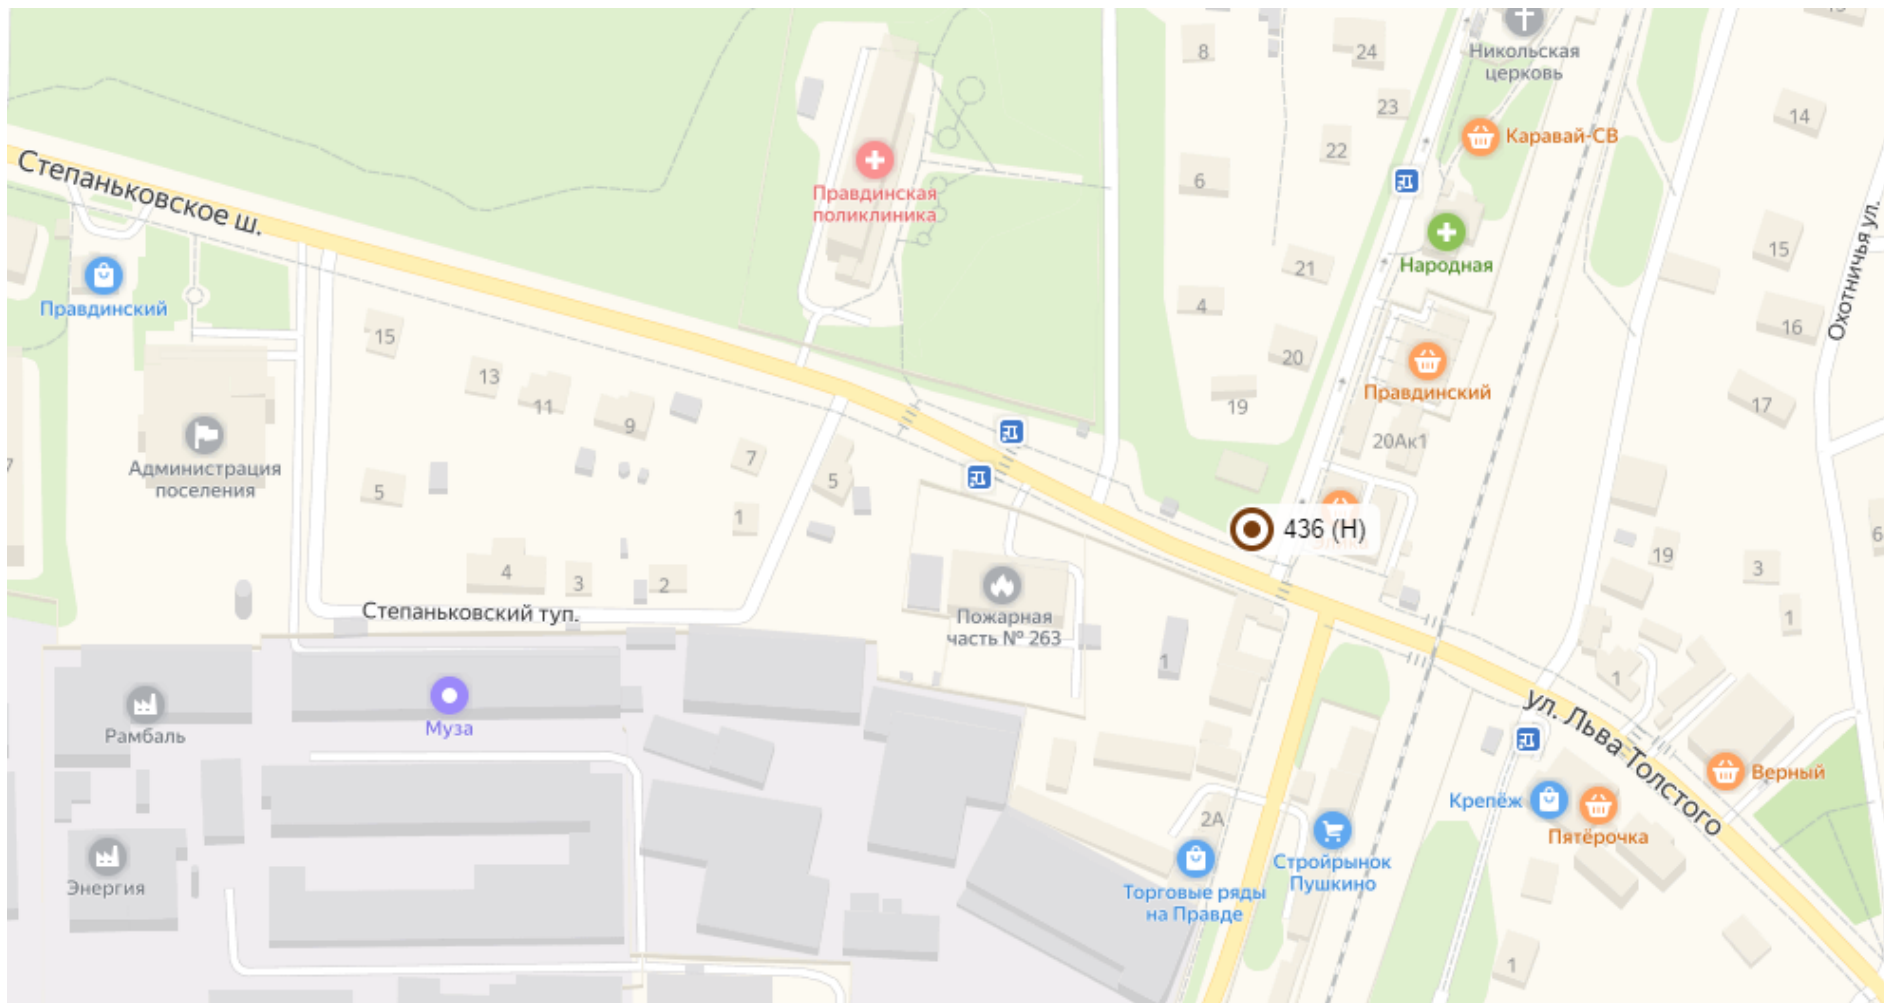 Никольская
церковь
8
24
23
14
Каравай-СВ
22
Степаньковское ш.
Правдинская
поликлиника
6
Народная
15
Охотничья ул.
21
Правдинский
4
16
15
20
13
Правдинский
11
19
17
9
20Ак1
Администрация
поселения
7
7
5
5
1
436 (Н)
19
6
3
4
3
2
Степаньковский туп.
Пожарная
часть № 263
1
1
1
ул. Льва Толстого
Рамбаль
Муза
Верный
Крепёж
Пятёрочка
2А
Стройрынок
Пушкино
Энергия
Торговые ряды
на Правде
1